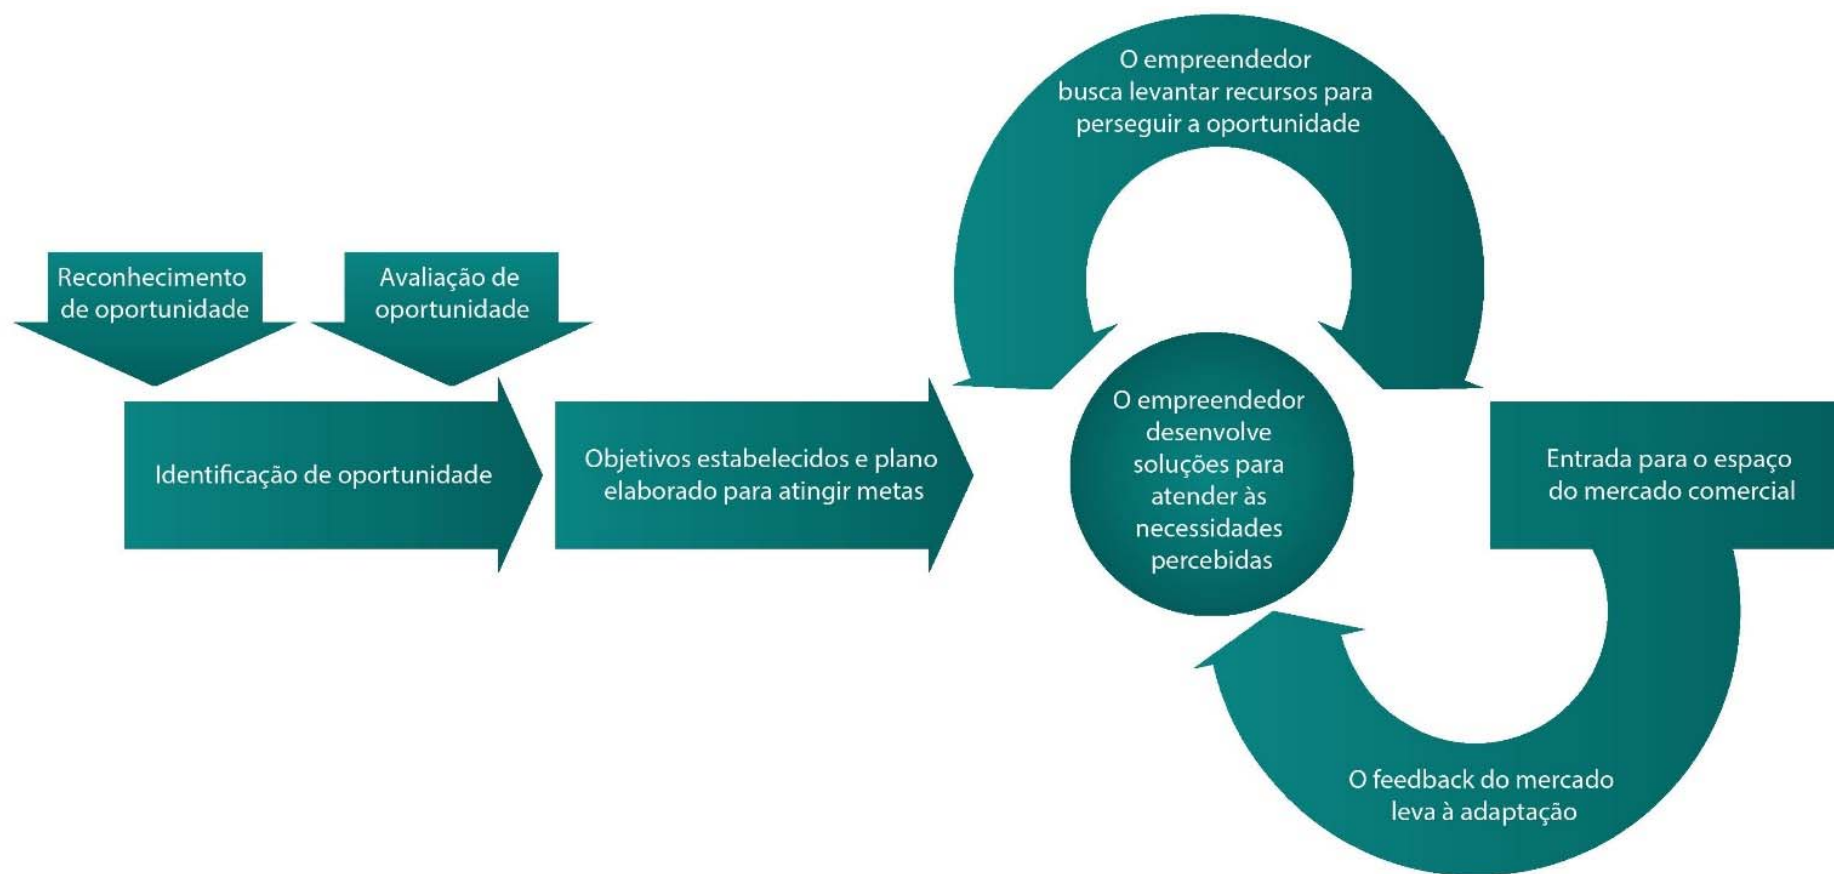 O empreendedor
busca levantar recursos para
perseguir a oportunidade
Reconhecimento
de oportunidade
Avaliação de
oportunidade
Identificação de oportunidade
Objetivos estabelecidos e plano
elaborado para atingir metas
O empreendedor
desenvolve
soluções para
atender às
necessidades
percebidas
Entrada para o espaço
do mercado comercial
O feedback do mercado
leva à adaptação